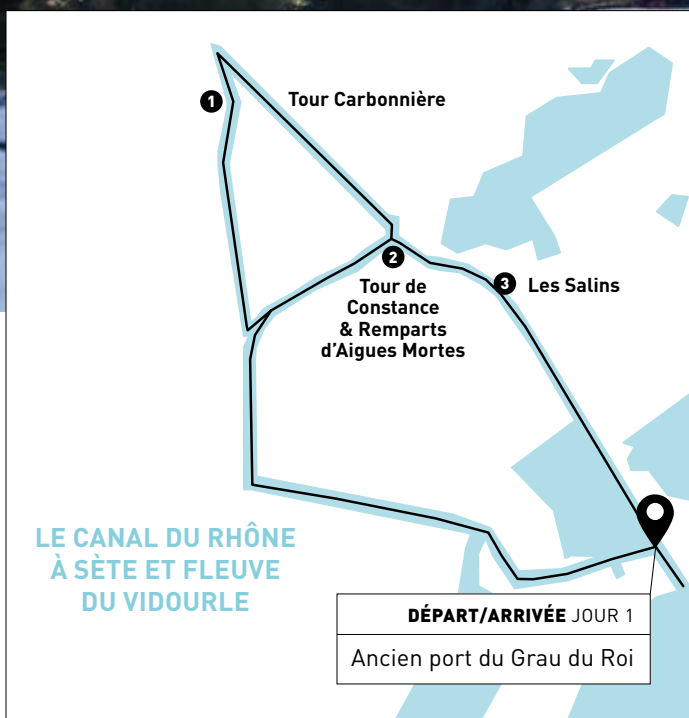 1
Tour Carbonnière
2
Tour de
Constance
& Remparts
d'Aigues Mortes
3 Les Salins
LE CANAL DU RHÔNE
À SÈTE ET FLEUVE
DU VIDOURLE
DÉPART/ARRIVÉE JOUR 1
Ancien port du Grau du Roi